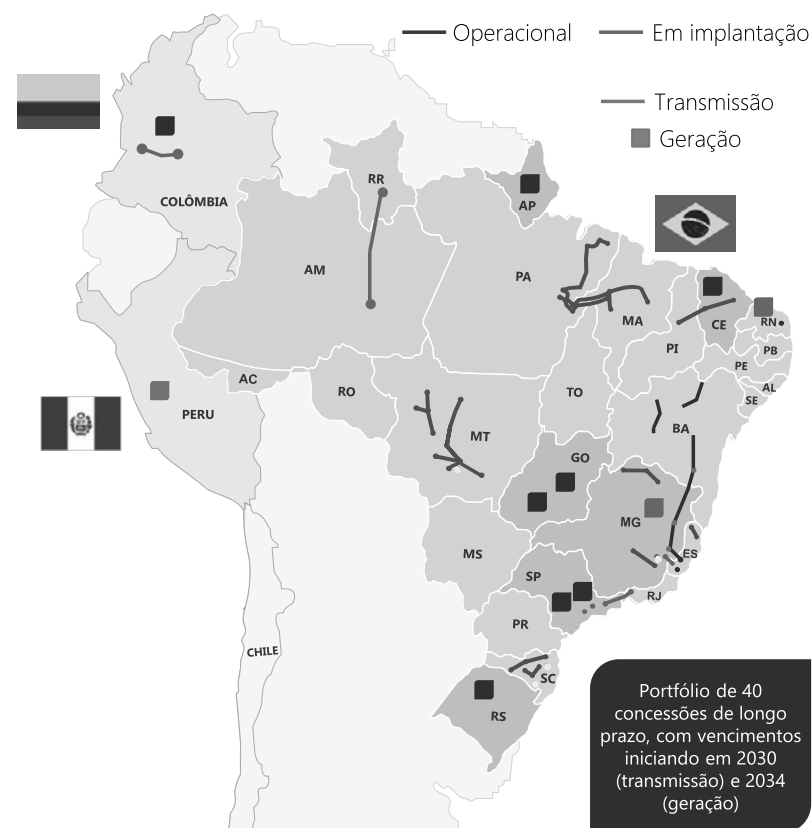 Operacional
Em implantação
Transmissão
Geração
COLÔMBIA
RR
AP
AM
PA
MA
CE
RN
PI
PB
PE
AL
SE
AC
RO
TO
PERU
MT
BA
GO
MG
MS
ES
SP
RJ
PR
CHILE
SC
RS
Portfólio de 40
concessões de longo
prazo, com vencimentos
iniciando em 2030
(transmissão) e 2034
(geração)